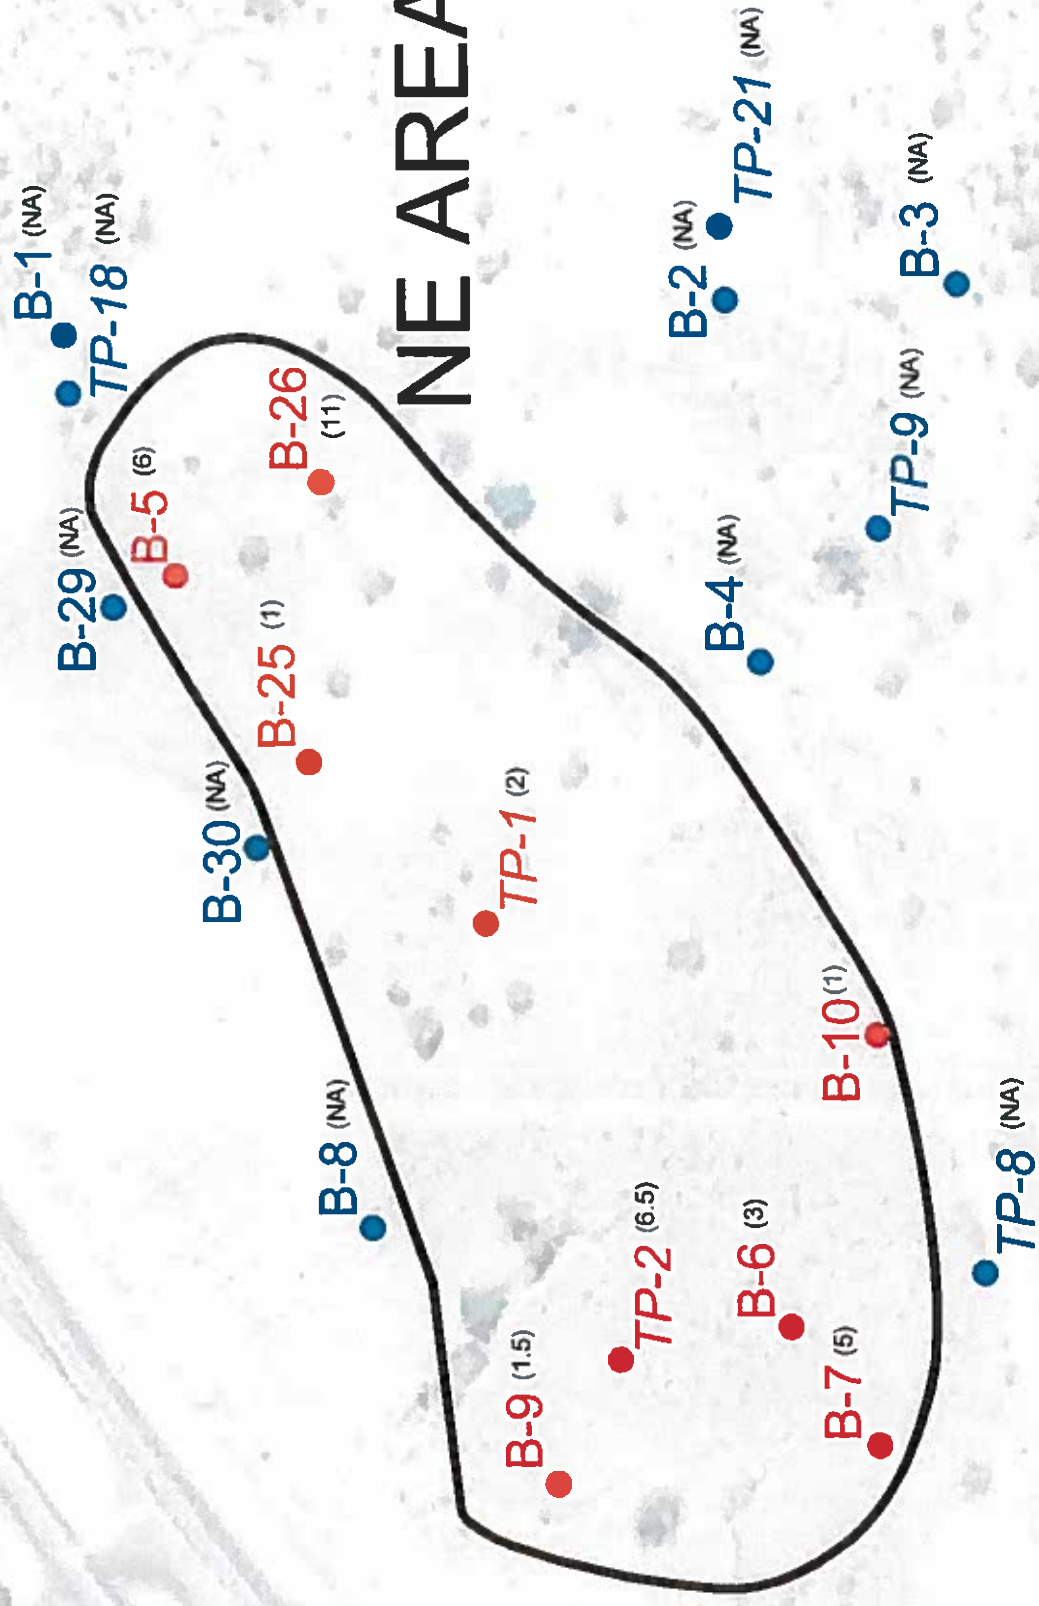 B-1 (NA)
TP-18 (NA)
B-29 (NA)
B-5 (6)
B-26
(11)
B-25 (1)
B-30 (NA)
NE AREA
TP-21 (NA)
B-2 (NA)
B-3 (NA)
TP-9 (NA)
B-4 (NA)
TP-1 (2)
B-8 (NA)
B-10 (1)
TP-8 (NA)
TP-2 (6.5)
B-6 (3)
B-9 (1.5)
B-7 (5)